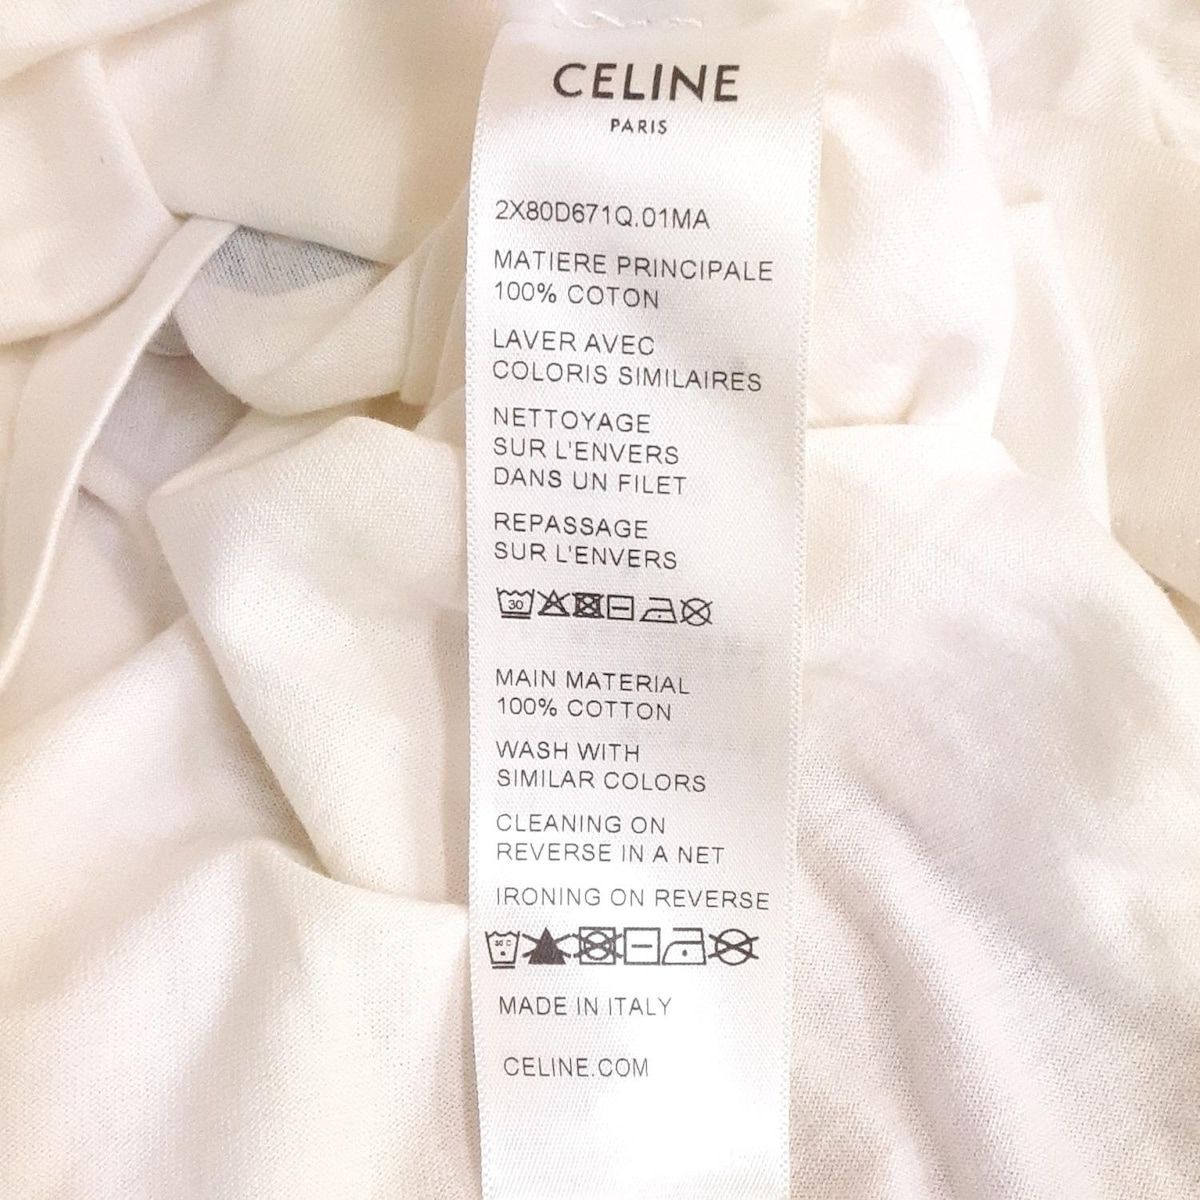 CELINE
PARIS
2X80D671Q.01MA
MATIERE PRINCIPALE
100% COTON
LAVER AVEC
COLORIS SIMILAIRES
NETTOYAGE
SUR L'ENVERS
DANS UN FILET
REPASSAGE
SUR L'ENVERS
30
MAIN MATERIAL
100% COTTON
WASH WITH
SIMILAR COLORS
CLEANING ON
REVERSE IN A NET
IRONING ON REVERSE
30 C
MADE IN ITALY
CELINE.COM